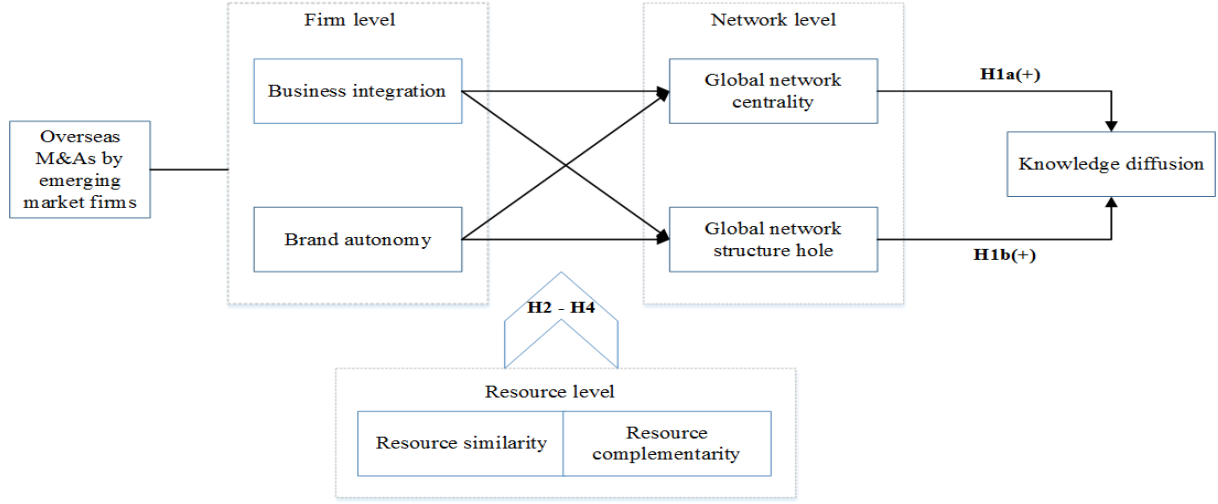 Firm level
Network level
Business integration
Global network
centrality
H1a(+)
Overseas
M&As by
emerging
market firms
Knowledge diffusion
Brand autonomy
Global network
structure hole
H1b(+)
H2 - H4
Resource level
Resource similarity
Resource
complementarity